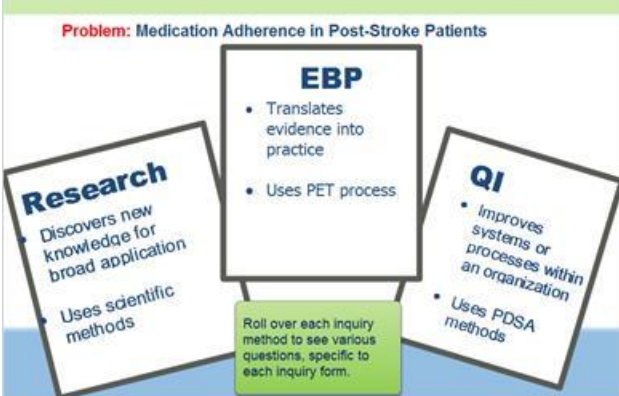 Problem: Medication Adherence in Post-Stroke Patients
Research
• Discovers new
knowledge for
broad application
• Uses scientific
methods
EBP
• Translates
evidence into
practice
• Uses PET process
QI
• Improves
systems or
processes within
an organization
• Uses PDSA
methods
Roll over each inquiry
method to see various
questions, specific to
each inquiry form.